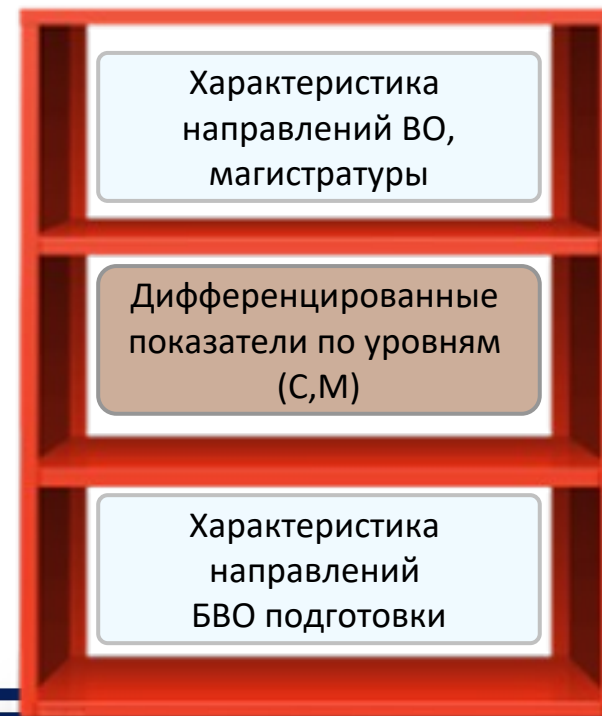 Характеристика
направлений ВО,
магистратуры
Дифференцированные
показатели по уровням
(С,М)
Характеристика
направлений
БВО подготовки